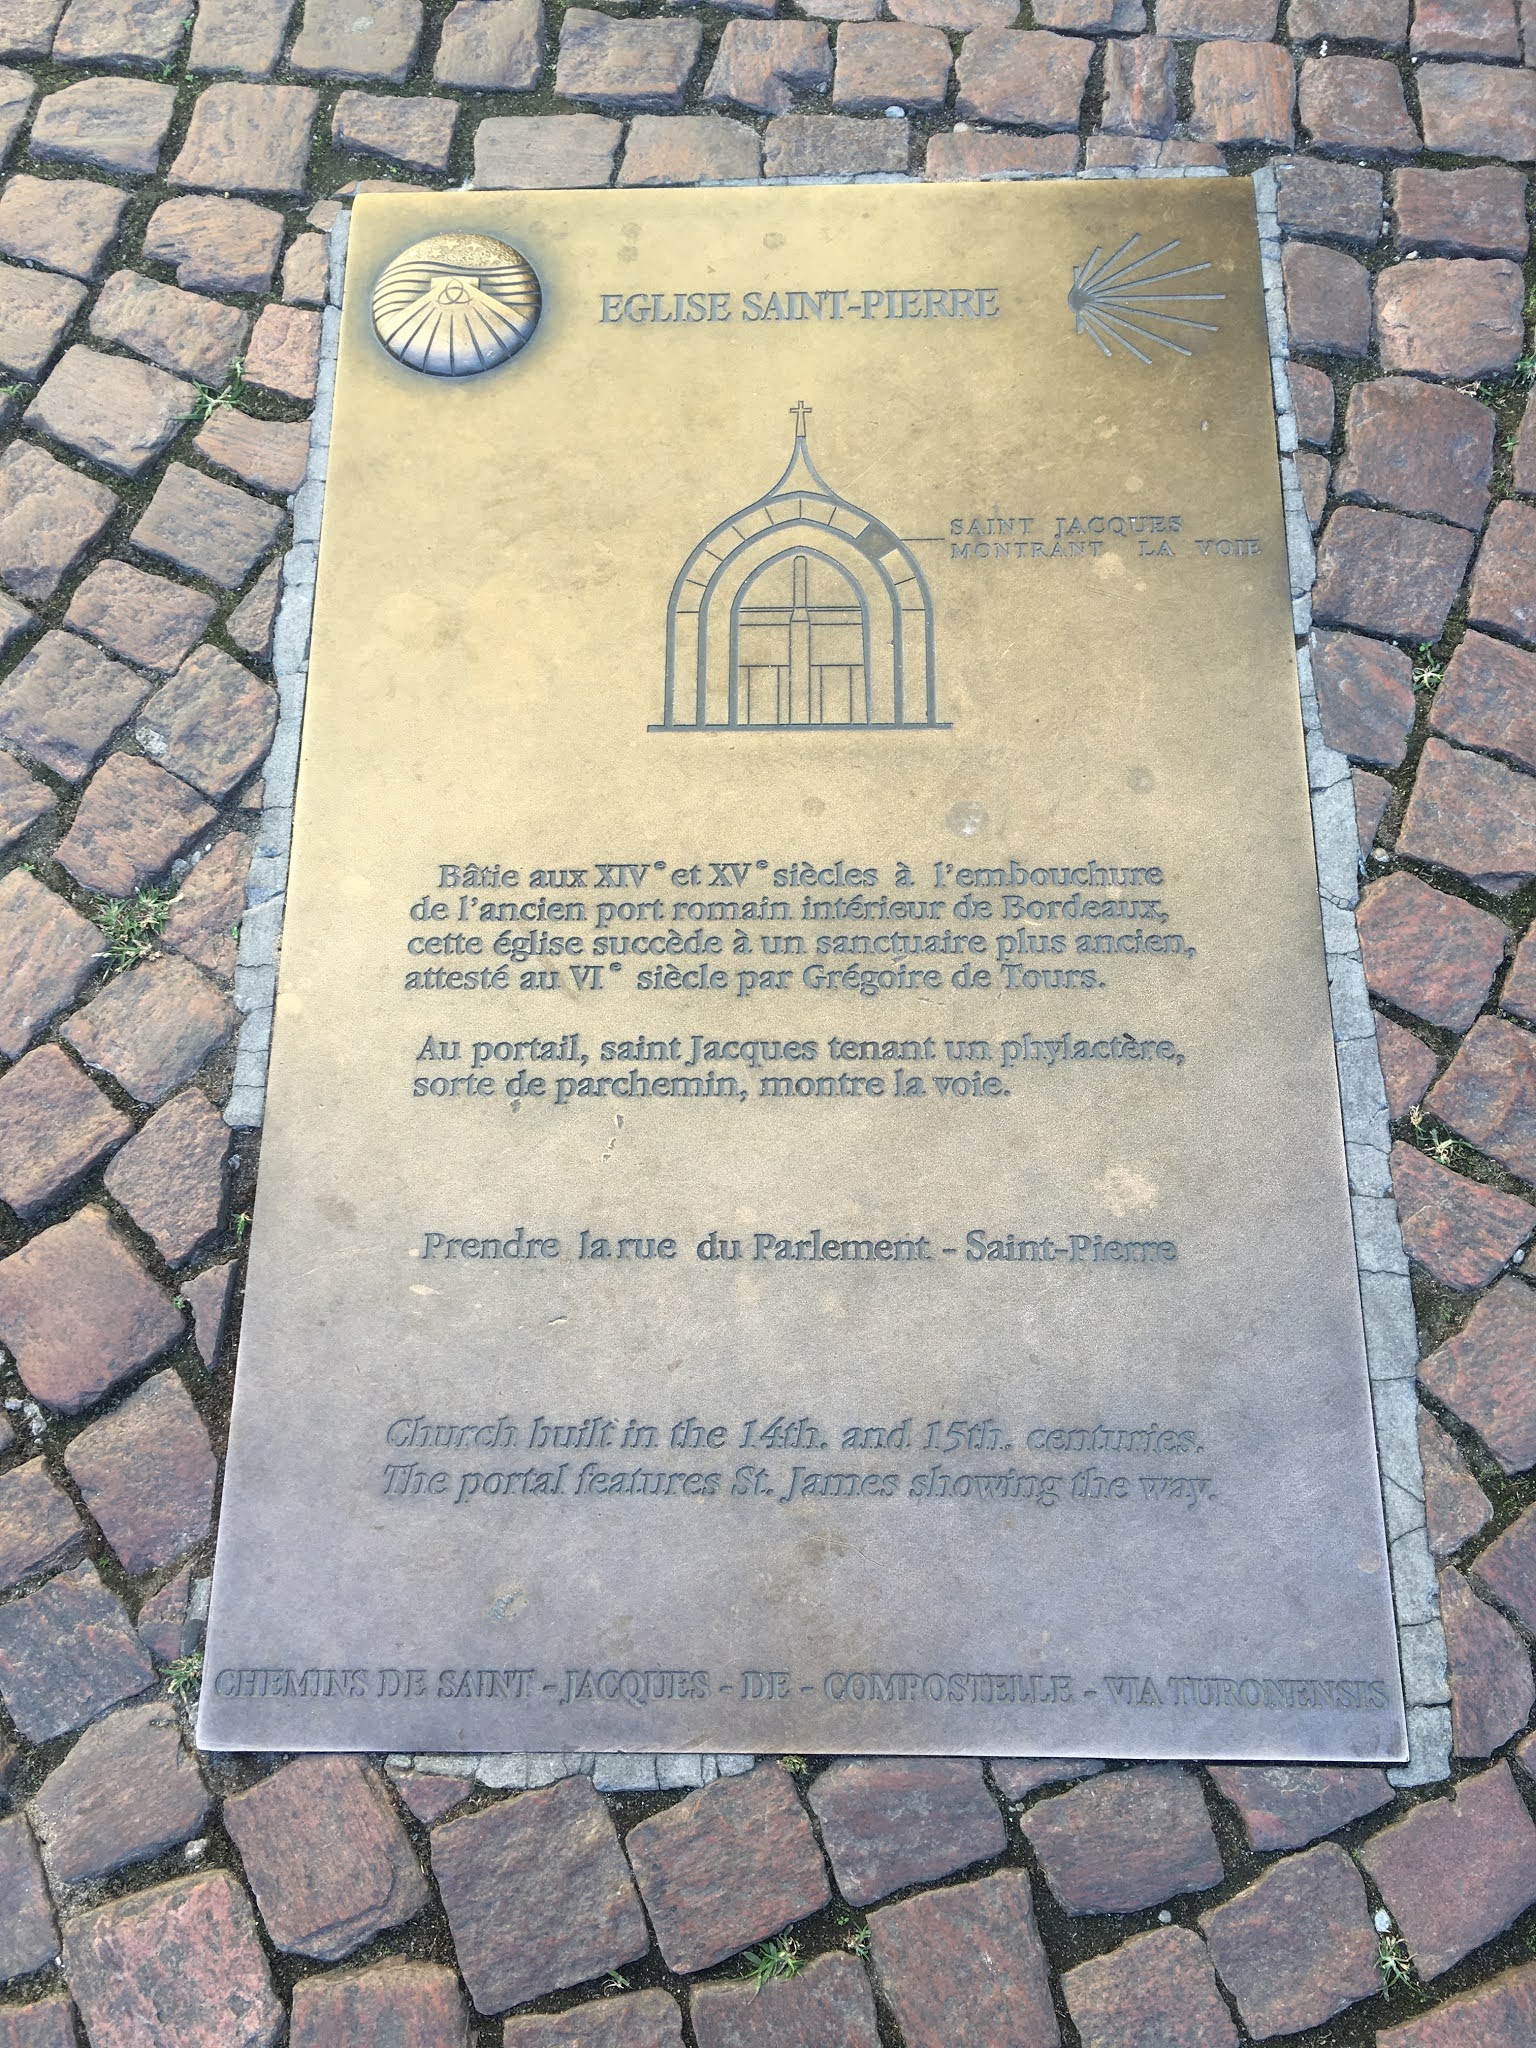 EGLISE SAINT-PIERRE
SAINT JACQUES
MONTRANT LA VOIE
Bâtie aux XIVe et XVe siècles à l'embouchure
de l'ancien port romain intérieur de Bordeaux,
cette église succède à un sanctuaire plus ancien,
attesté au VIe siècle par Grégoire de Tours.
Au portail, saint Jacques tenant un phylactère,
sorte de parchemin, montre la voie.
Prendre la rue du Parlement - Saint-Pierre
Church built in the 14th. and 15th. centuries.
The portal features St. James showing the way.
CHEMINS DE SAINT - JACQUES - DE - COMPOSTELLE - VIA TURONENSIS